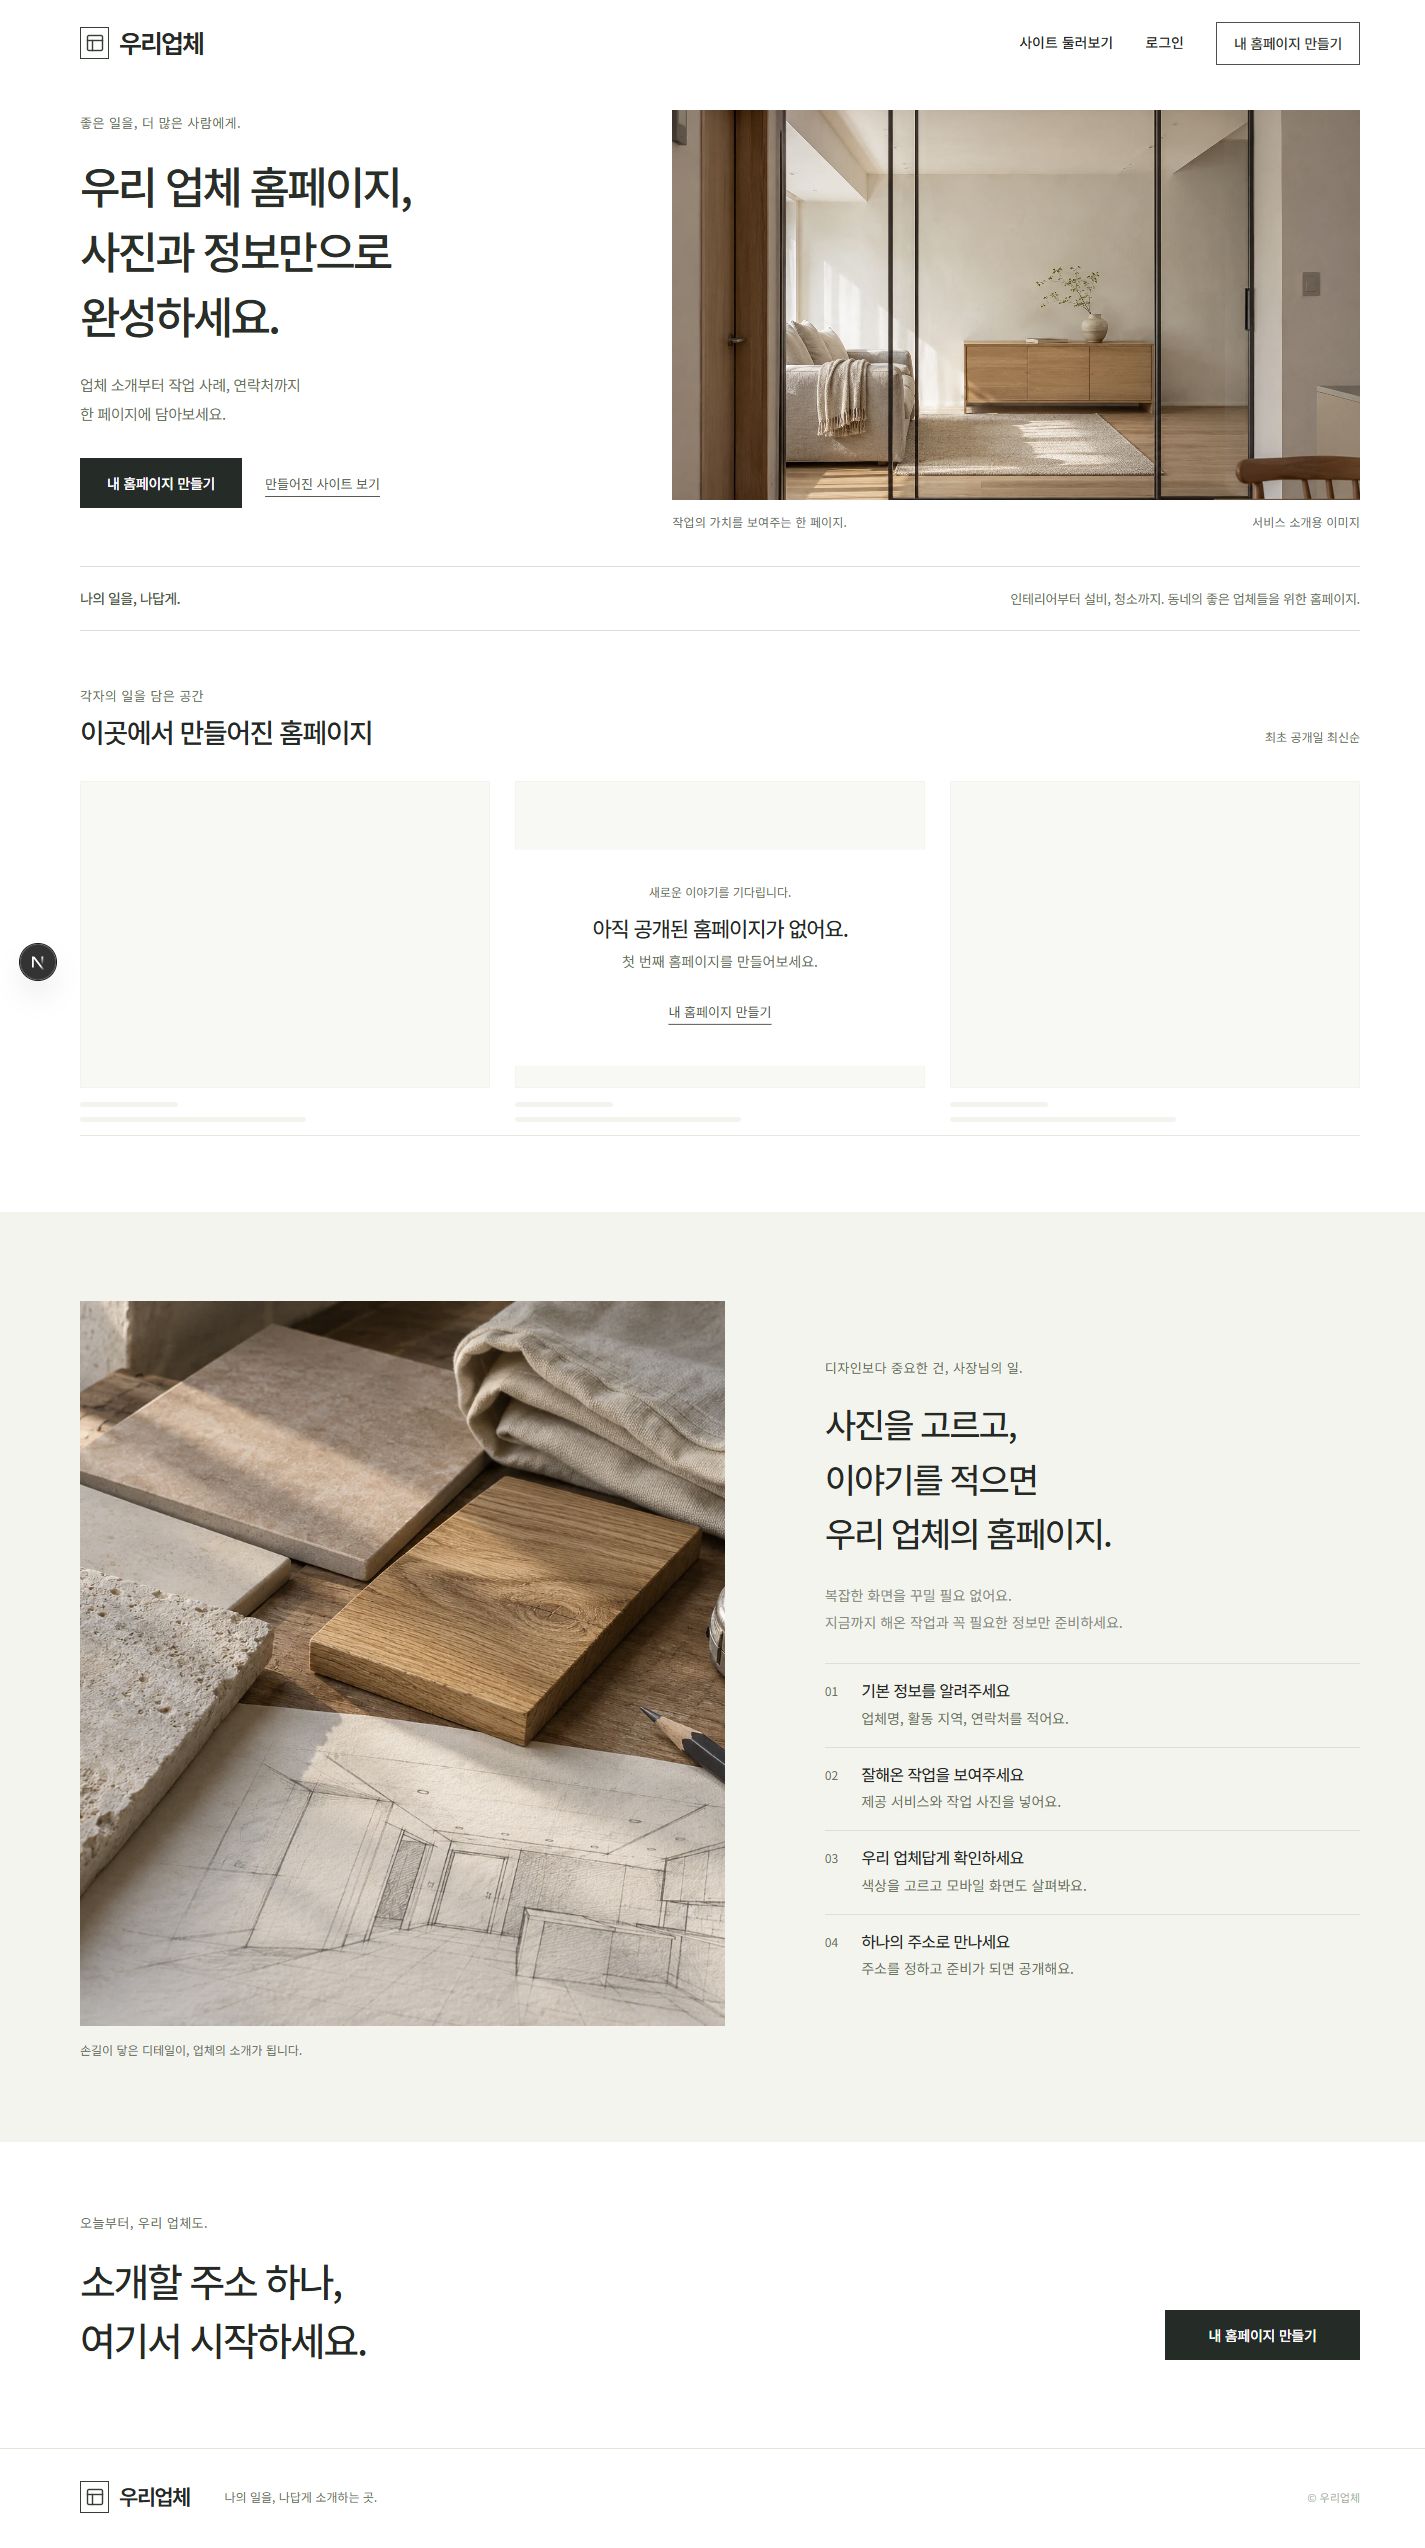 우리업체
사이트 둘러보기
로그인
내 홈페이지 만들기
좋은 일을, 더 많은 사람에게.
우리 업체 홈페이지,
사진과 정보만으로
완성하세요.
업체 소개부터 작업 사례, 연락처까지
한 페이지에 담아보세요.
내 홈페이지 만들기
만들어진 사이트 보기
작업의 가치를 보여주는 한 페이지.
서비스 소개용 이미지
나의 일을, 나답게.
인테리어부터 설비, 청소까지. 동네의 좋은 업체들을 위한 홈페이지.
각자의 일을 담은 공간
이곳에서 만들어진 홈페이지
최초 공개일 최신순
새로운 이야기를 기다립니다.
아직 공개된 홈페이지가 없어요.
첫 번째 홈페이지를 만들어보세요.
내 홈페이지 만들기
N
디자인보다 중요한 건, 사장님의 일.
사진을 고르고,
이야기를 적으면
우리 업체의 홈페이지.
복잡한 화면을 꾸밀 필요 없어요.
지금까지 해온 작업과 꼭 필요한 정보만 준비하세요.
01 기본 정보를 알려주세요
업체명, 활동 지역, 연락처를 적어요.
02 잘해온 작업을 보여주세요
제공 서비스와 작업 사진을 넣어요.
03 우리 업체답게 확인하세요
색상을 고르고 모바일 화면도 살펴봐요.
04 하나의 주소로 만나세요
주소를 정하고 준비가 되면 공개해요.
손길이 닿은 디테일이, 업체의 소개가 됩니다.
오늘부터, 우리 업체도.
소개할 주소 하나,
여기서 시작하세요.
내 홈페이지 만들기
우리업체
나의 일을, 나답게 소개하는 곳.
© 우리업체